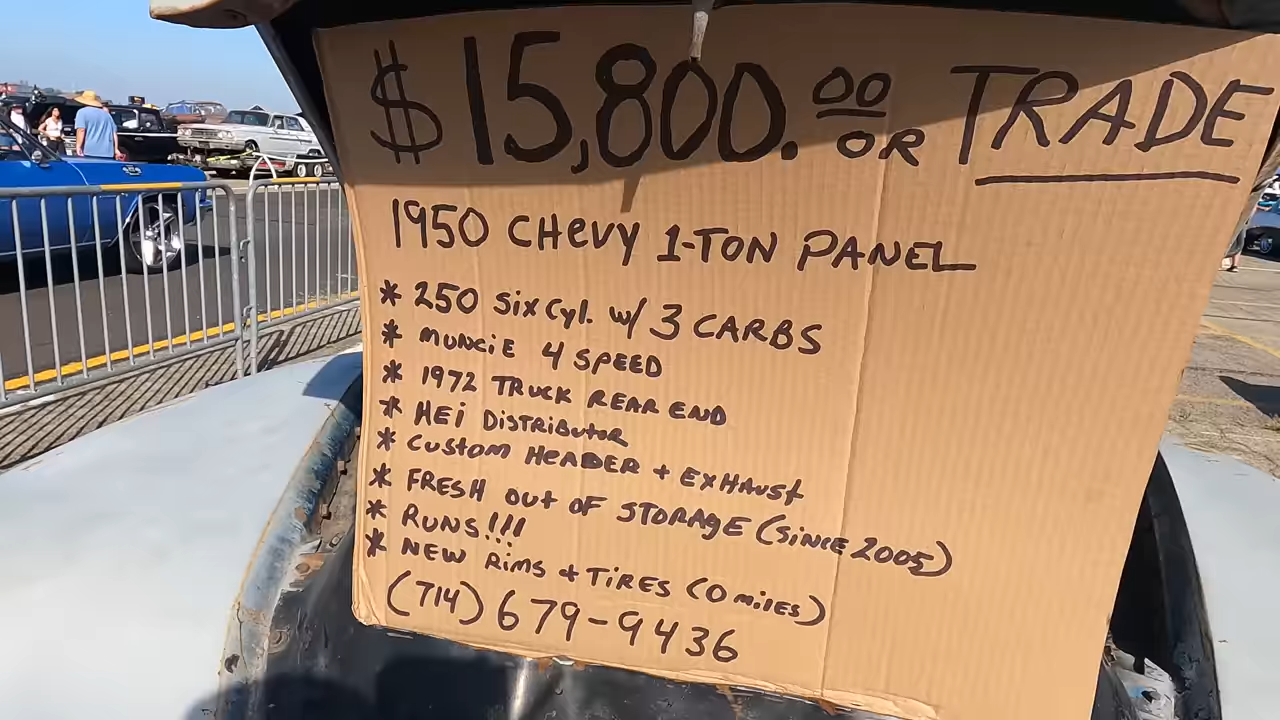 $15,800.00 OR TRADE
1950 CHEVY 1-TON PANEL
* 250 Six Cyl. w/ 3 CARBS
* MUNCIE 4 SPEED
* 1972 TRUCK REAR END
* HEI DISTRIBUTOR
* CUSTOM HEADER + EXHAUST
* FRESH OUT OF STORAGE (SINCE 2005)
* RUNS!!!
* NEW RIMS + TIRES (0 MILES)
(714) 679-9436